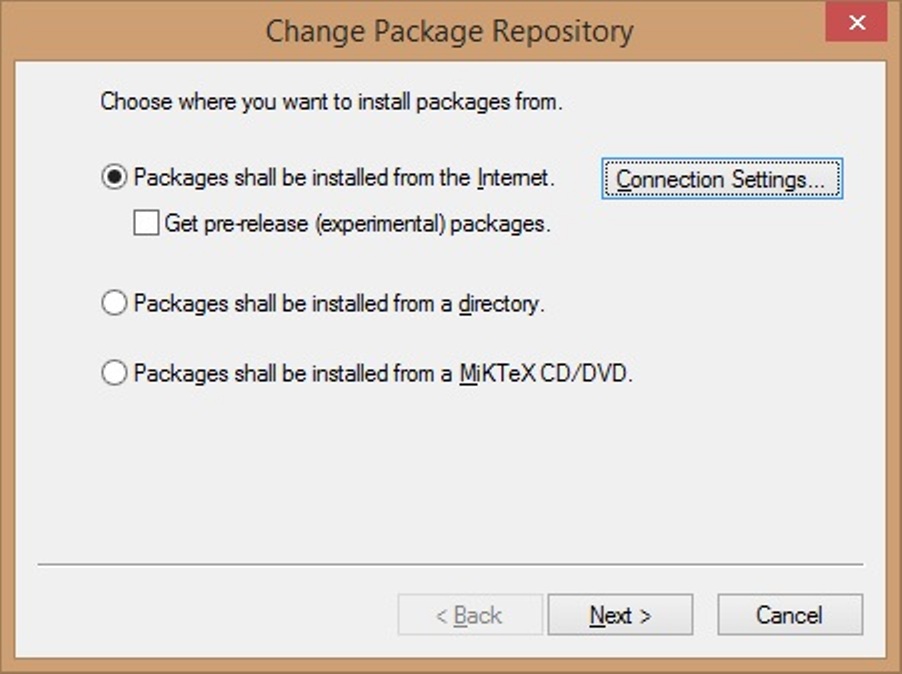 Change Package Repository
Choose where you want to install packages from.
Packages shall be installed from the Internet.
Connection Settings...
Get pre-release (experimental) packages.
Packages shall be installed from a directory.
Packages shall be installed from a MiKTeX CD/DVD.
< Back
Next >
Cancel